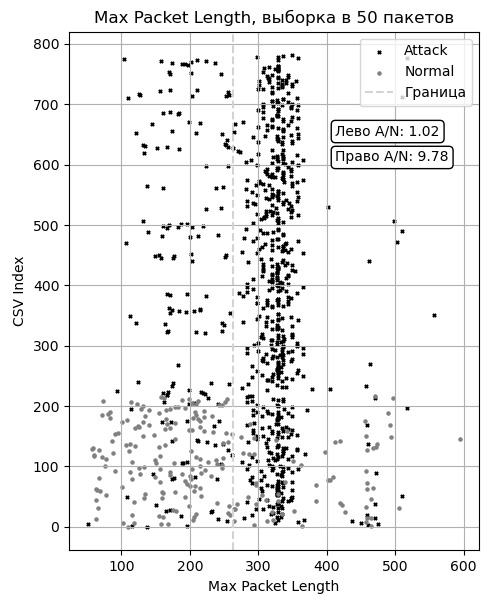 Max Packet Length, выборка в 50 пакетов
Attack
Normal
Граница
Лево A/N: 1.02
Право A/N: 9.78
CSV Index
800
700
600
500
400
300
200
100
0
100 200 300 400 500 600
Max Packet Length